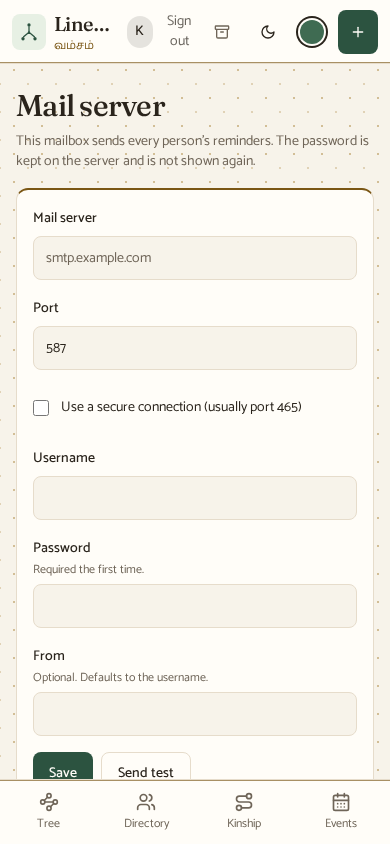 Line...
வம்சம்
K
Sign
out
Mail server
This mailbox sends every person's reminders. The password is
kept on the server and is not shown again.
Mail server
smtp.example.com
Port
587
Use a secure connection (usually port 465)
Username
Password
Required the first time.
From
Optional. Defaults to the username.
Save
Send test
Tree
Directory
Kinship
Events